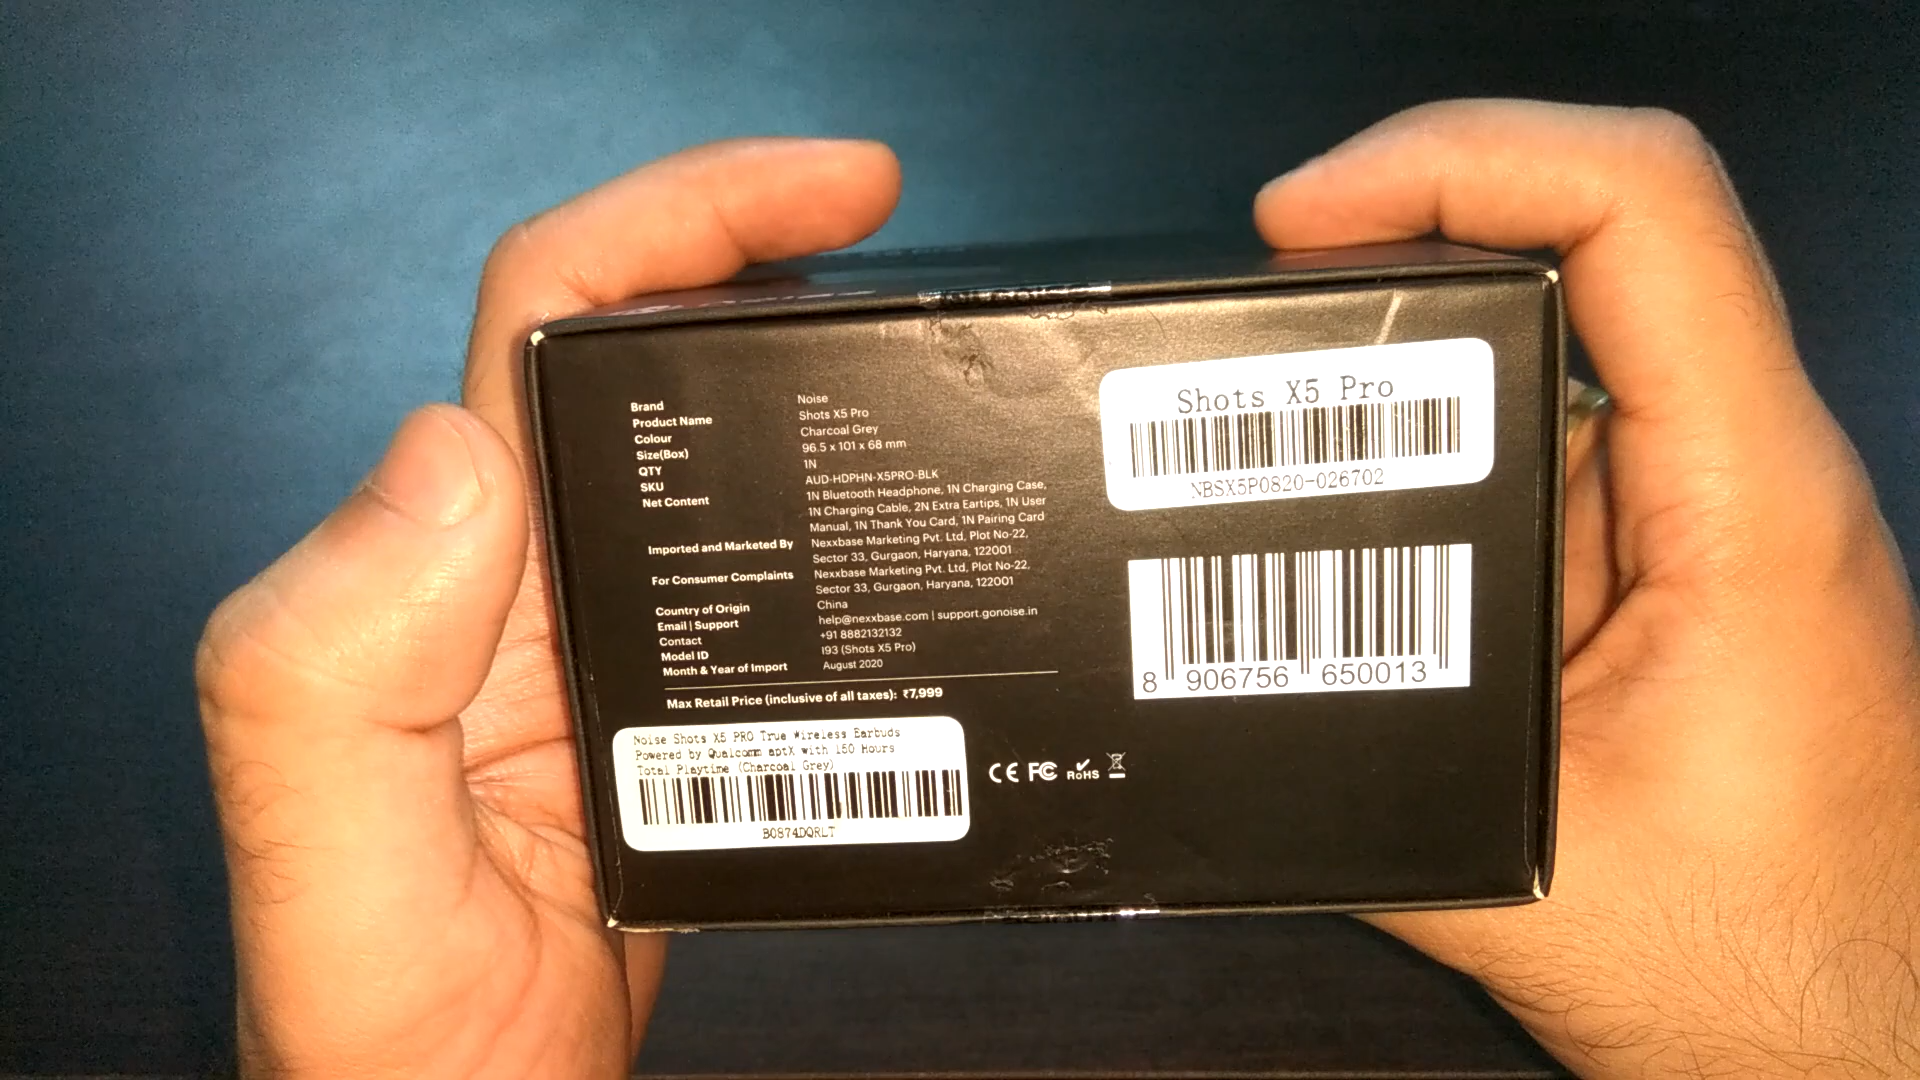 Brand Noise
Product Name Shots X5 Pro
Colour Charcoal Grey
Size(Box) 96.5 x 101 x 68 mm
QTY 1N
SKU AUD-HDPHN-X5PRO-BLK
Net Content 1N Bluetooth Headphone, 1N Charging Case,
1N Charging Cable, 2N Extra Eartips, 1N User
Manual, 1N Thank You Card, 1N Pairing Card
Imported and Marketed By Nexxbase Marketing Pvt. Ltd, Plot No-22,
Sector 33, Gurgaon, Haryana, 122001
For Consumer Complaints Nexxbase Marketing Pvt. Ltd, Plot No-22,
Sector 33, Gurgaon, Haryana, 122001
Country of Origin China
Email | Support help@nexxbase.com | support.gonoise.in
Contact +91 8882132132
Model ID I93 (Shots X5 Pro)
Month & Year of Import August 2020
Max Retail Price (inclusive of all taxes): ₹7,999
Noise Shots X5 PRO True Wireless Earbuds
Powered by Qualcomm aptX with 150 Hours
Total Playtime (Charcoal Grey)
B0874DQRLT
CE FC RoHS
Shots X5 Pro
NBSX5P0820-026702
8 906756 650013